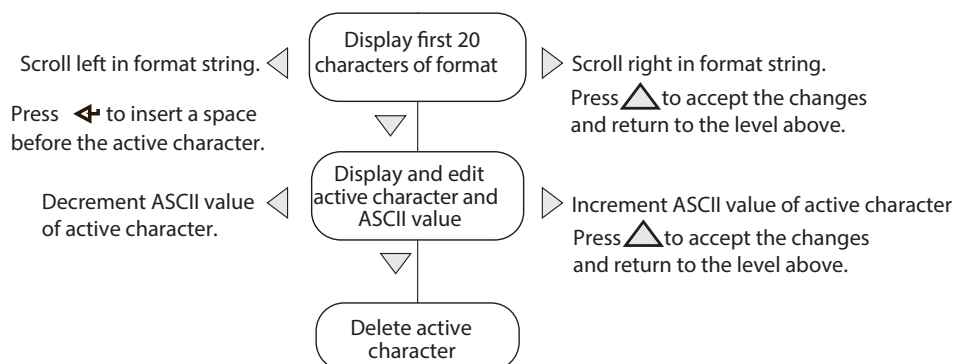 Display first 20
characters of format
Scroll left in format string.
Scroll right in format string.
Press to insert a space
before the active character.
Press to accept the changes
and return to the level above.
Display and edit
active character and
ASCII value
Decrement ASCII value
of active character.
Increment ASCII value of active character
Press to accept the changes
and return to the level above.
Delete active
character